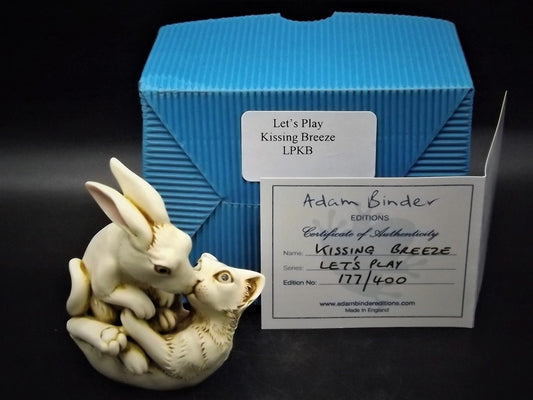 Let's Play
Kissing Breeze
LPKB
Adam Binder
EDITIONS
Certificate of Authenticity
Name: KISSING BREEZE
Series: LET'S PLAY
Edition No: 177/400
www.adambindereditions.com
Made in England